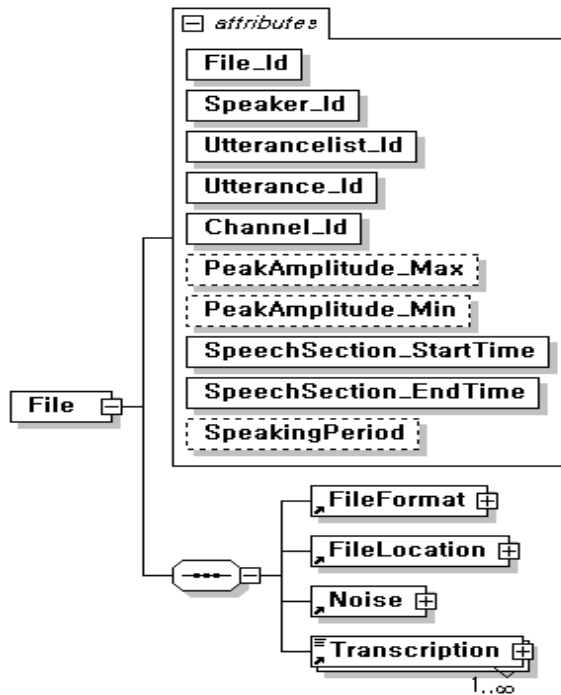 attributes
File_Id
Speaker_Id
Utterancelist_Id
Utterance_Id
Channel_Id
PeakAmplitude_Max
PeakAmplitude_Min
SpeechSection_StartTime
SpeechSection_EndTime
SpeakingPeriod
File
FileFormat
FileLocation
Noise
Transcription
1..∞